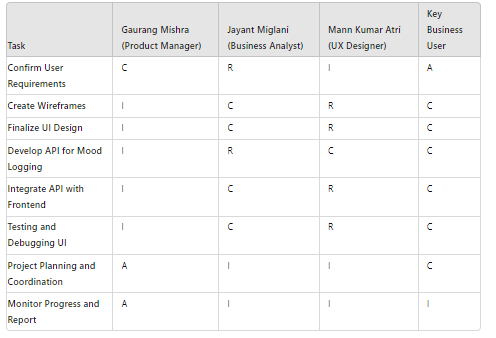 Task | Gaurang Mishra (Product Manager) | Jayant Miglani (Business Analyst) | Mann Kumar Atri (UX Designer) | Key Business User
Confirm User Requirements | C | R | I | A
Create Wireframes | I | C | R | C
Finalize UI Design | I | C | R | C
Develop API for Mood Logging | I | R | C | C
Integrate API with Frontend | I | C | R | C
Testing and Debugging UI | I | C | R | C
Project Planning and Coordination | A | I | I | C
Monitor Progress and Report | A | I | I | I